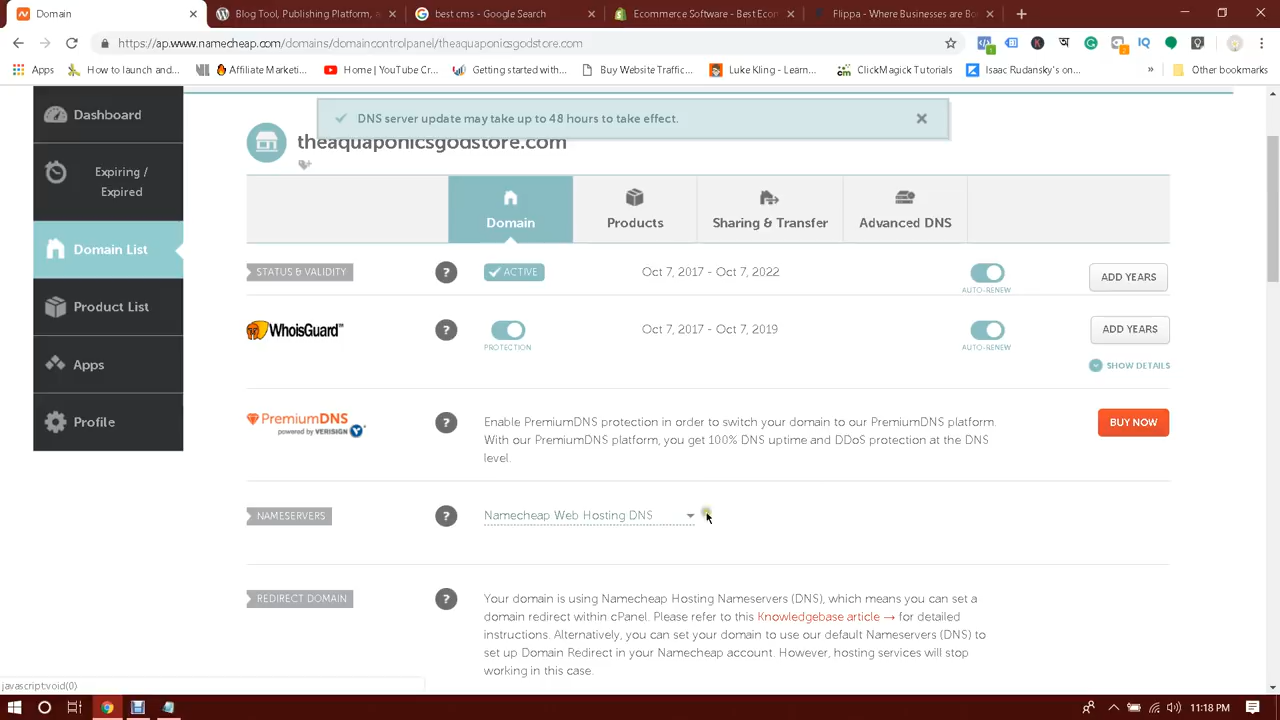 Domain
Blog Tool, Publishing Platform, a
best cms - Google Search
Ecommerce Software - Best Econ
Flippa - Where Businesses are Bo
https://ap.www.namecheap.com/domains/domaincontrolpanel/theaquaponicsgodstore.com
Apps
How to launch and...
Affiliate Marketi...
Home | YouTube Cr...
Getting started with...
Buy Website Traffic...
Luke Kling - Learn...
ClickMagick Tutorials
Isaac Rudansky's on...
»
Other bookmarks
Dashboard
Expiring /
Expired
Domain List
Product List
Apps
Profile
DNS server update may take up to 48 hours to take effect.
theaquaponicsgodstore.com
Domain
Products
Sharing & Transfer
Advanced DNS
STATUS & VALIDITY
?
ACTIVE
Oct 7, 2017 - Oct 7, 2022
AUTO-RENEW
ADD YEARS
WhoisGuard
?
PROTECTION
Oct 7, 2017 - Oct 7, 2019
AUTO-RENEW
ADD YEARS
SHOW DETAILS
PremiumDNS
powered by VERISIGN
?
Enable PremiumDNS protection in order to switch your domain to our PremiumDNS platform.
With our PremiumDNS platform, you get 100% DNS uptime and DDoS protection at the DNS
level.
BUY NOW
NAMESERVERS
?
Namecheap Web Hosting DNS
REDIRECT DOMAIN
?
Your domain is using Namecheap Hosting Nameservers (DNS), which means you can set a
domain redirect within cPanel. Please refer to this Knowledgebase article → for detailed
instructions. Alternatively, you can set your domain to use our default Nameservers (DNS) to
set up Domain Redirect in your Namecheap account. However, hosting services will stop
working in this case.
javascript:void(0)
11:18 PM